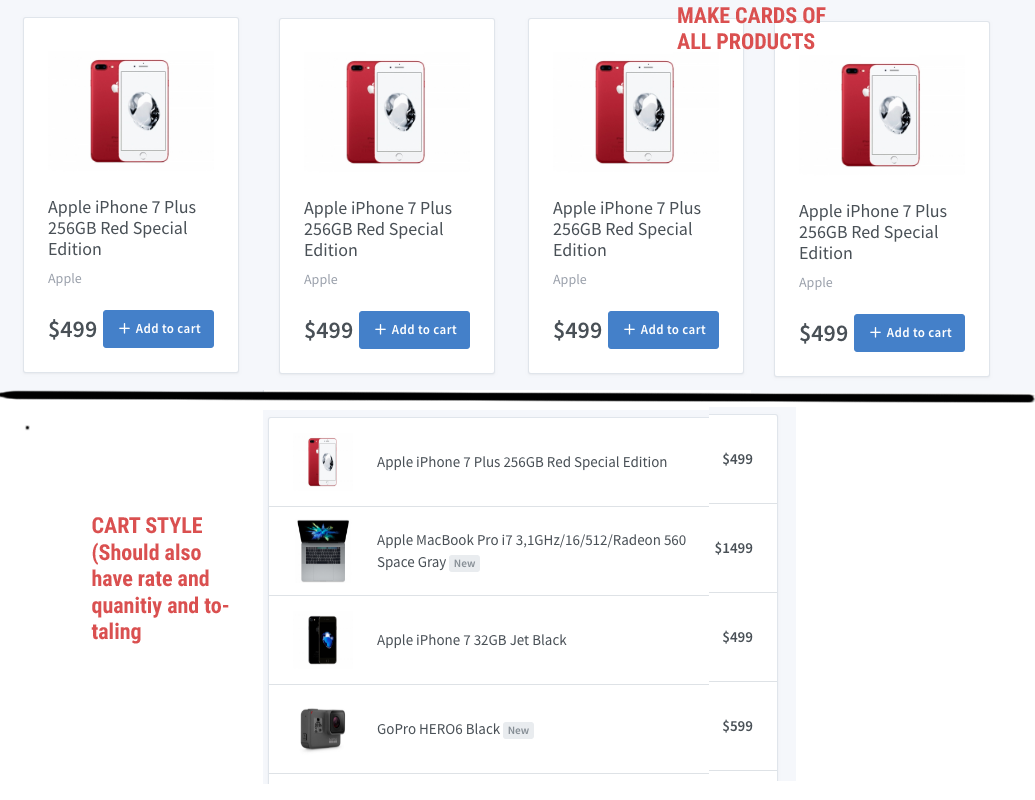 MAKE CARDS OF
ALL PRODUCTS
Apple iPhone 7 Plus
256GB Red Special
Edition
Apple
$499
+ Add to cart
Apple iPhone 7 Plus
256GB Red Special
Edition
Apple
$499
+ Add to cart
Apple iPhone 7 Plus
256GB Red Special
Edition
Apple
$499
+ Add to cart
Apple iPhone 7 Plus
256GB Red Special
Edition
Apple
$499
+ Add to cart
CART STYLE
(Should also
have rate and
quanitiy and to-
taling
Apple iPhone 7 Plus 256GB Red Special Edition
$499
Apple MacBook Pro i7 3,1GHz/16/512/Radeon 560
Space Gray New
$1499
Apple iPhone 7 32GB Jet Black
$499
GoPro HERO6 Black New
$599